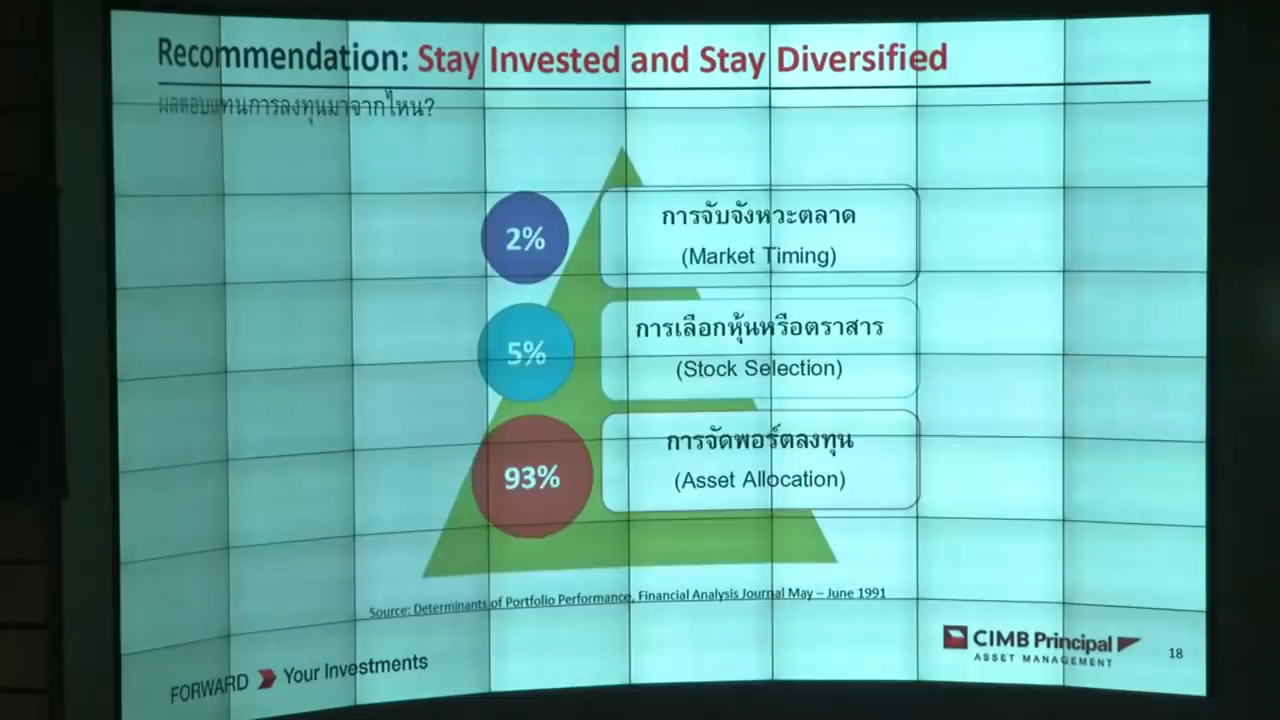 Recommendation: Stay Invested and Stay Diversified
ผลตอบแทนการลงทุนมาจากไหน?
2%
การจับจังหวะตลาด
(Market Timing)
5%
การเลือกหุ้นหรือตราสาร
(Stock Selection)
93%
การจัดพอร์ตลงทุน
(Asset Allocation)
Source: Determinants of Portfolio Performance, Financial Analysis Journal May – June 1991
FORWARD Your Investments
CIMB Principal
ASSET MANAGEMENT
18